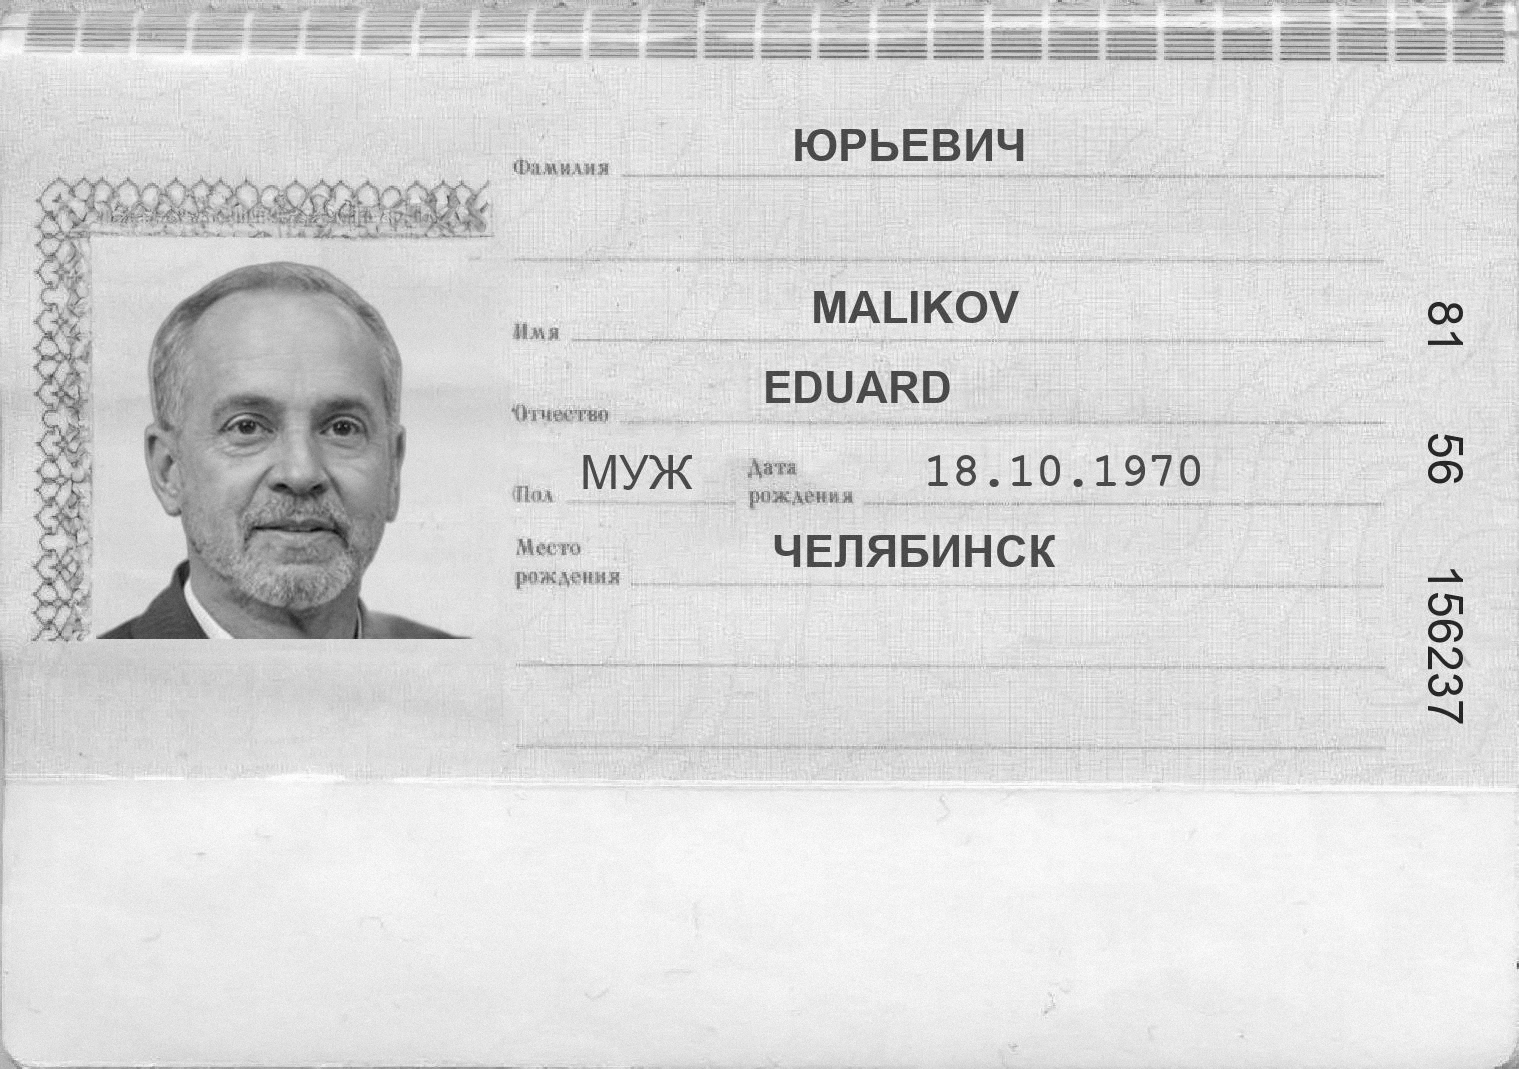 Фамилия ЮРЬЕВИЧ
Имя MALIKOV
Отчество EDUARD
Пол МУЖ Дата рождения 18.10.1970
Место рождения ЧЕЛЯБИНСК
81 56 156237